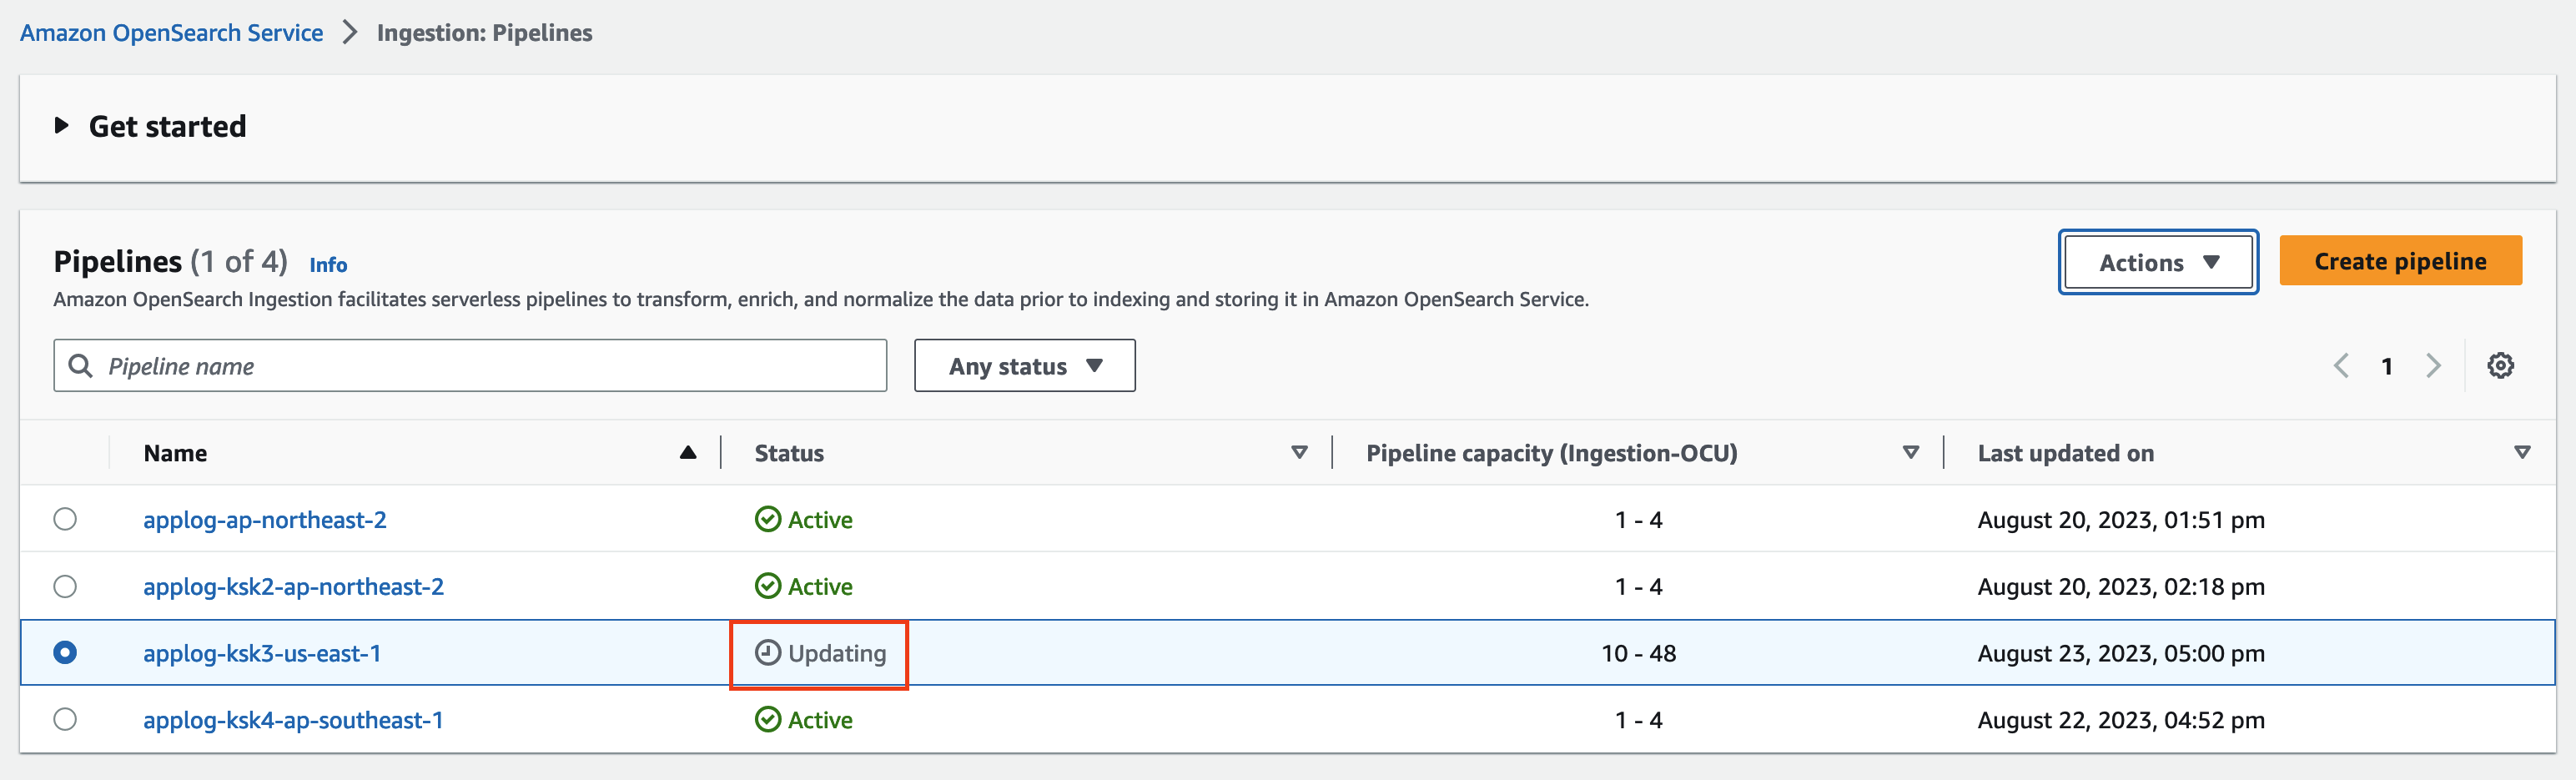 Amazon OpenSearch Service > Ingestion: Pipelines
Get started
Pipelines (1 of 4) Info
Actions
Create pipeline
Amazon OpenSearch Ingestion facilitates serverless pipelines to transform, enrich, and normalize the data prior to indexing and storing it in Amazon OpenSearch Service.
Pipeline name
Any status
1
Name Status Pipeline capacity (Ingestion-OCU) Last updated on
applog-ap-northeast-2 Active 1 - 4 August 20, 2023, 01:51 pm
applog-ksk2-ap-northeast-2 Active 1 - 4 August 20, 2023, 02:18 pm
applog-ksk3-us-east-1 Updating 10 - 48 August 23, 2023, 05:00 pm
applog-ksk4-ap-southeast-1 Active 1 - 4 August 22, 2023, 04:52 pm